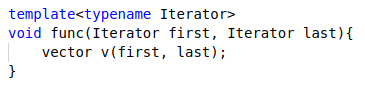 template<typename Iterator>
void func(Iterator first, Iterator last){
    vector v(first, last);
}